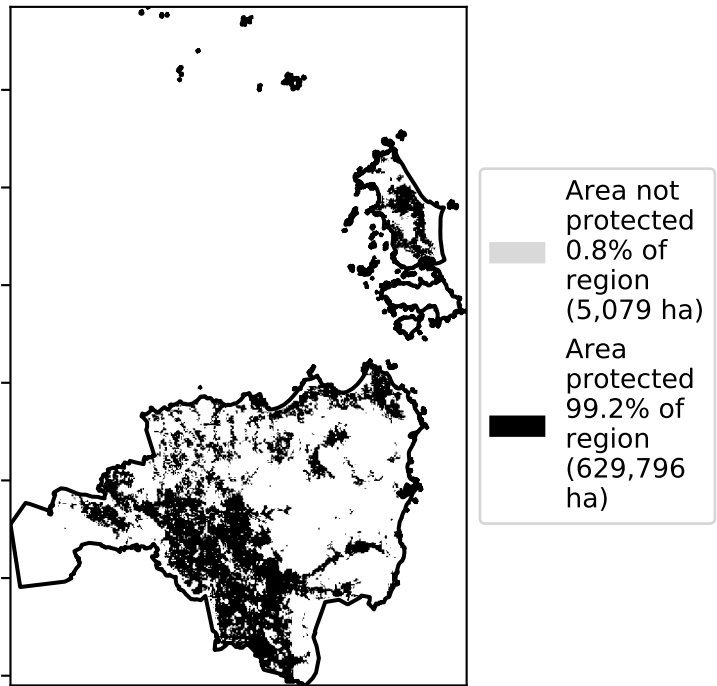 Area not
protected
0.8% of
region
(5,079 ha)
Area
protected
99.2% of
region
(629,796
ha)